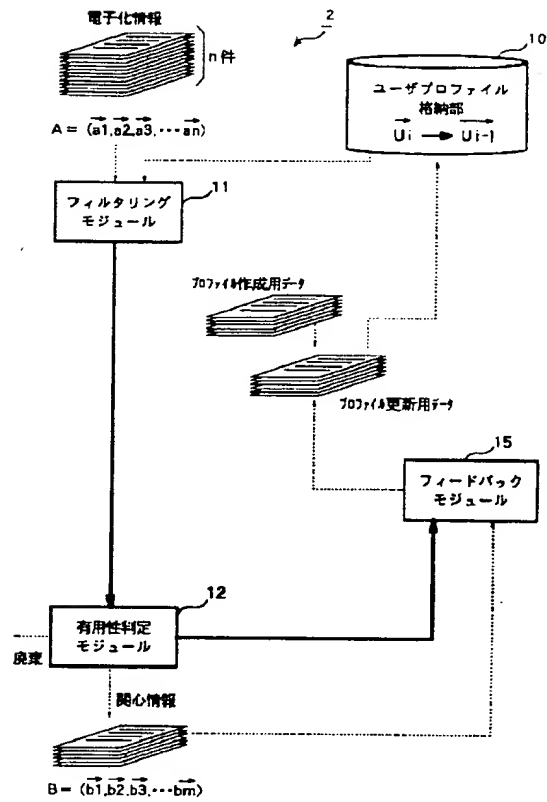 電子化情報
2
n件
10
ユーザプロファイル
格納部
Ui → Ui-1
A = (a1,a2,a3,…an)
11
フィルタリング
モジュール
プロファイル作成用データ
プロファイル更新用データ
15
フィードバック
モジュール
12
有用性判定
モジュール
廃棄
関心情報
B = (b1,b2,b3,…bm)